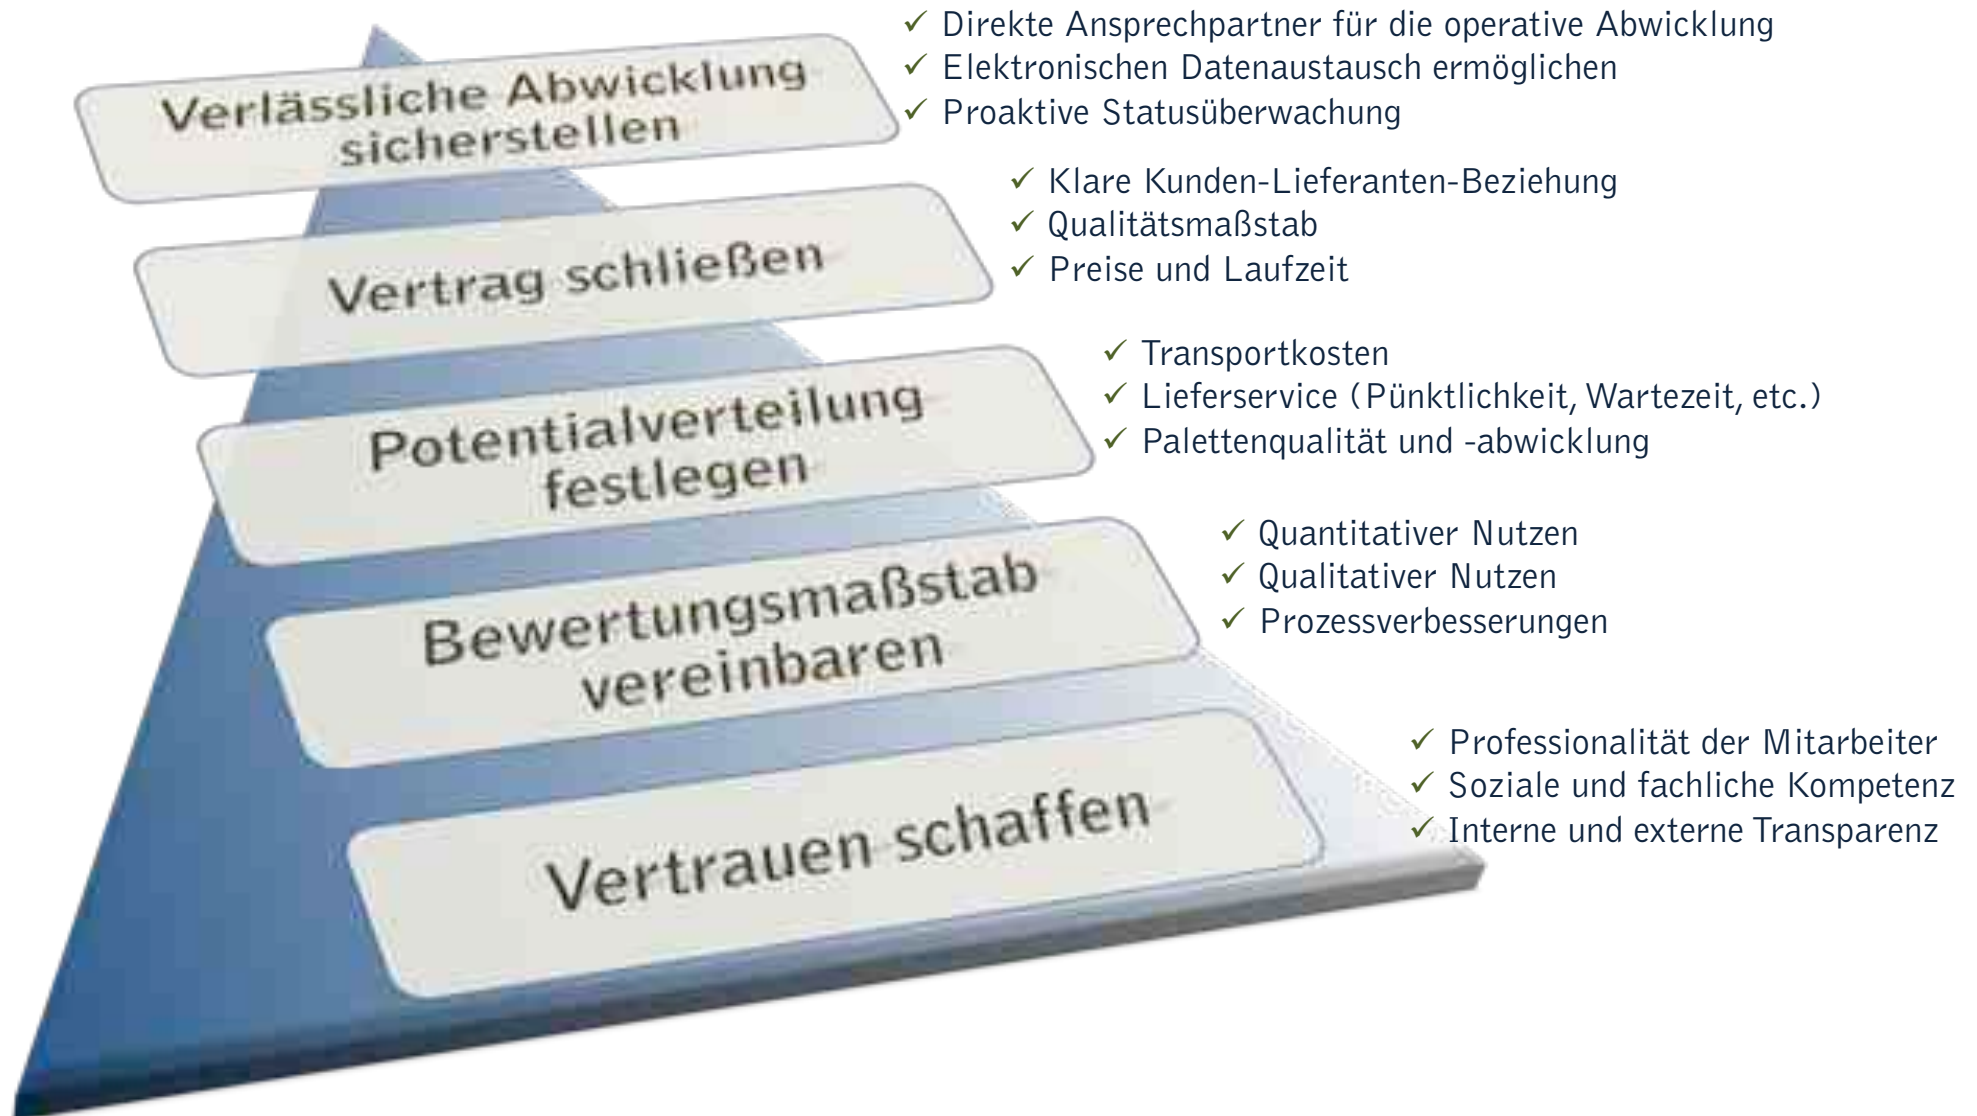 Verlässliche Abwicklung
sicherstellen
✓ Direkte Ansprechpartner für die operative Abwicklung
✓ Elektronischen Datenaustausch ermöglichen
✓ Proaktive Statusüberwachung
Vertrag schließen
✓ Klare Kunden-Lieferanten-Beziehung
✓ Qualitätsmaßstab
✓ Preise und Laufzeit
Potentialverteilung
festlegen
✓ Transportkosten
✓ Lieferservice (Pünktlichkeit, Wartezeit, etc.)
✓ Palettenqualität und -abwicklung
Bewertungsmaßstab
vereinbaren
✓ Quantitativer Nutzen
✓ Qualitativer Nutzen
✓ Prozessverbesserungen
Vertrauen schaffen
✓ Professionalität der Mitarbeiter
✓ Soziale und fachliche Kompetenz
✓ Interne und externe Transparenz